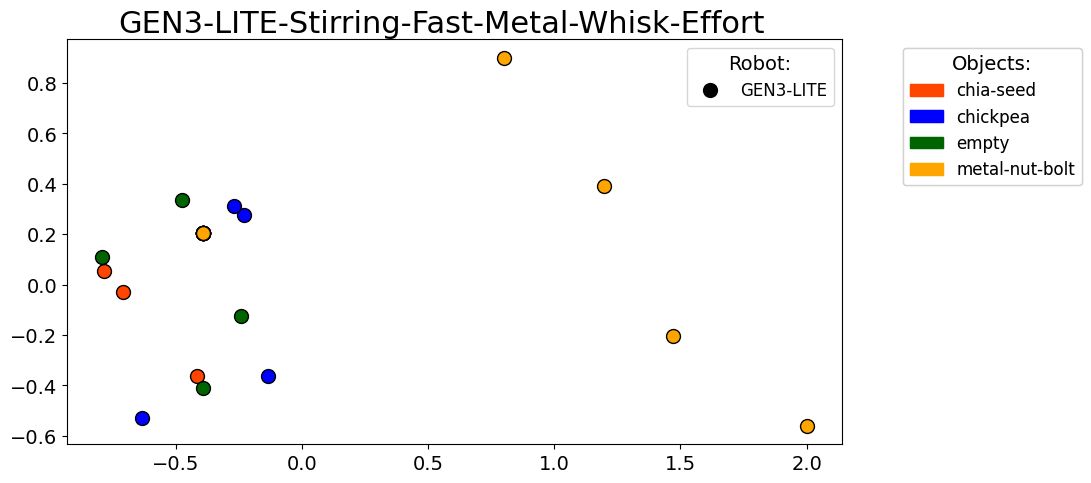 GEN3-LITE-Stirring-Fast-Metal-Whisk-Effort
Robot:
GEN3-LITE
Objects:
chia-seed
chickpea
empty
metal-nut-bolt
0.8
0.6
0.4
0.2
0.0
−0.2
−0.4
−0.6
−0.5
0.0
0.5
1.0
1.5
2.0